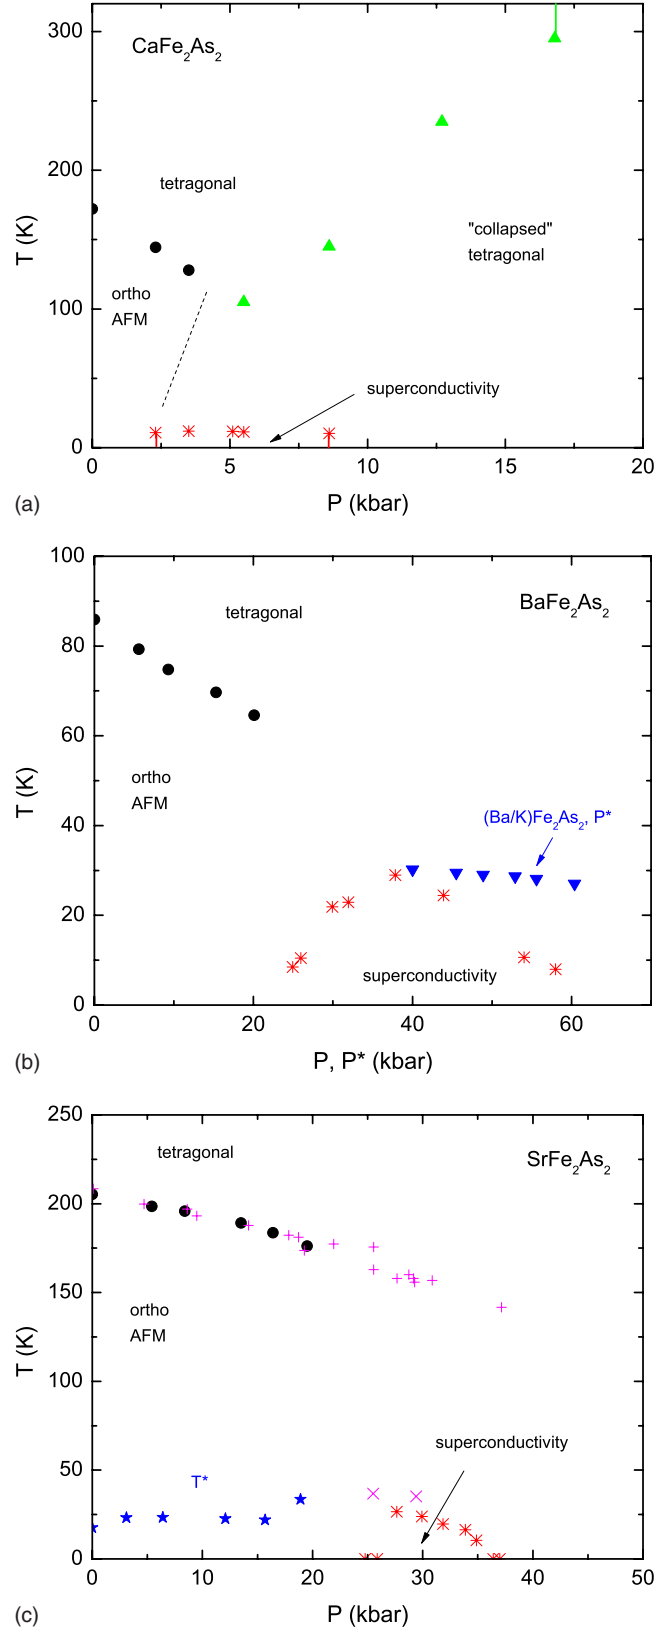 CaFe2As2
300
200
100
0
T (K)
tetragonal
"collapsed"
tetragonal
ortho
AFM
superconductivity
0 5 10 15 20
P (kbar)
(a)
100
80
60
40
20
0
T (K)
BaFe2As2
tetragonal
ortho
AFM
(Ba/K)Fe2As2, P*
superconductivity
0 20 40 60
P, P* (kbar)
(b)
250
200
150
100
50
0
T (K)
tetragonal
SrFe2As2
ortho
AFM
superconductivity
T*
0 10 20 30 40 50
P (kbar)
(c)